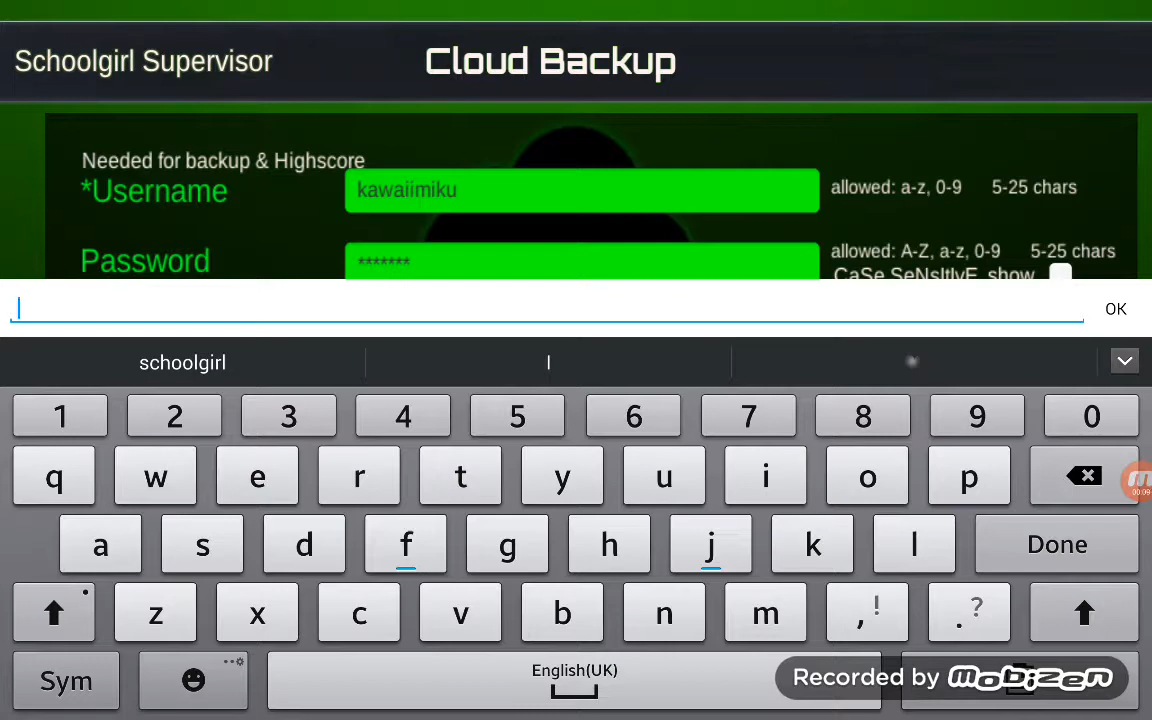 Schoolgirl Supervisor
Cloud Backup
Needed for backup & Highscore
*Username
kawaiimiku
allowed: a-z, 0-9 5-25 chars
Password
*******
allowed: A-Z, a-z, 0-9 5-25 chars
CaSe SeNsItIvE, show
OK
schoolgirl I
1 2 3 4 5 6 7 8 9 0
q w e r t y u i o p
00:09
a s d f g h j k l Done
z x c v b n m , ! . ?
Sym English(UK)
Recorded by mobizen